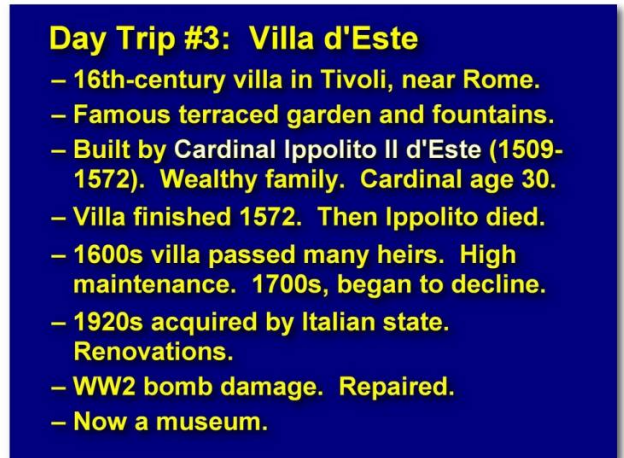 Day Trip #3: Villa d'Este
– 16th-century villa in Tivoli, near Rome.
– Famous terraced garden and fountains.
– Built by Cardinal Ippolito II d'Este (1509-
1572). Wealthy family. Cardinal age 30.
– Villa finished 1572. Then Ippolito died.
– 1600s villa passed many heirs. High
maintenance. 1700s, began to decline.
– 1920s acquired by Italian state.
Renovations.
– WW2 bomb damage. Repaired.
– Now a museum.